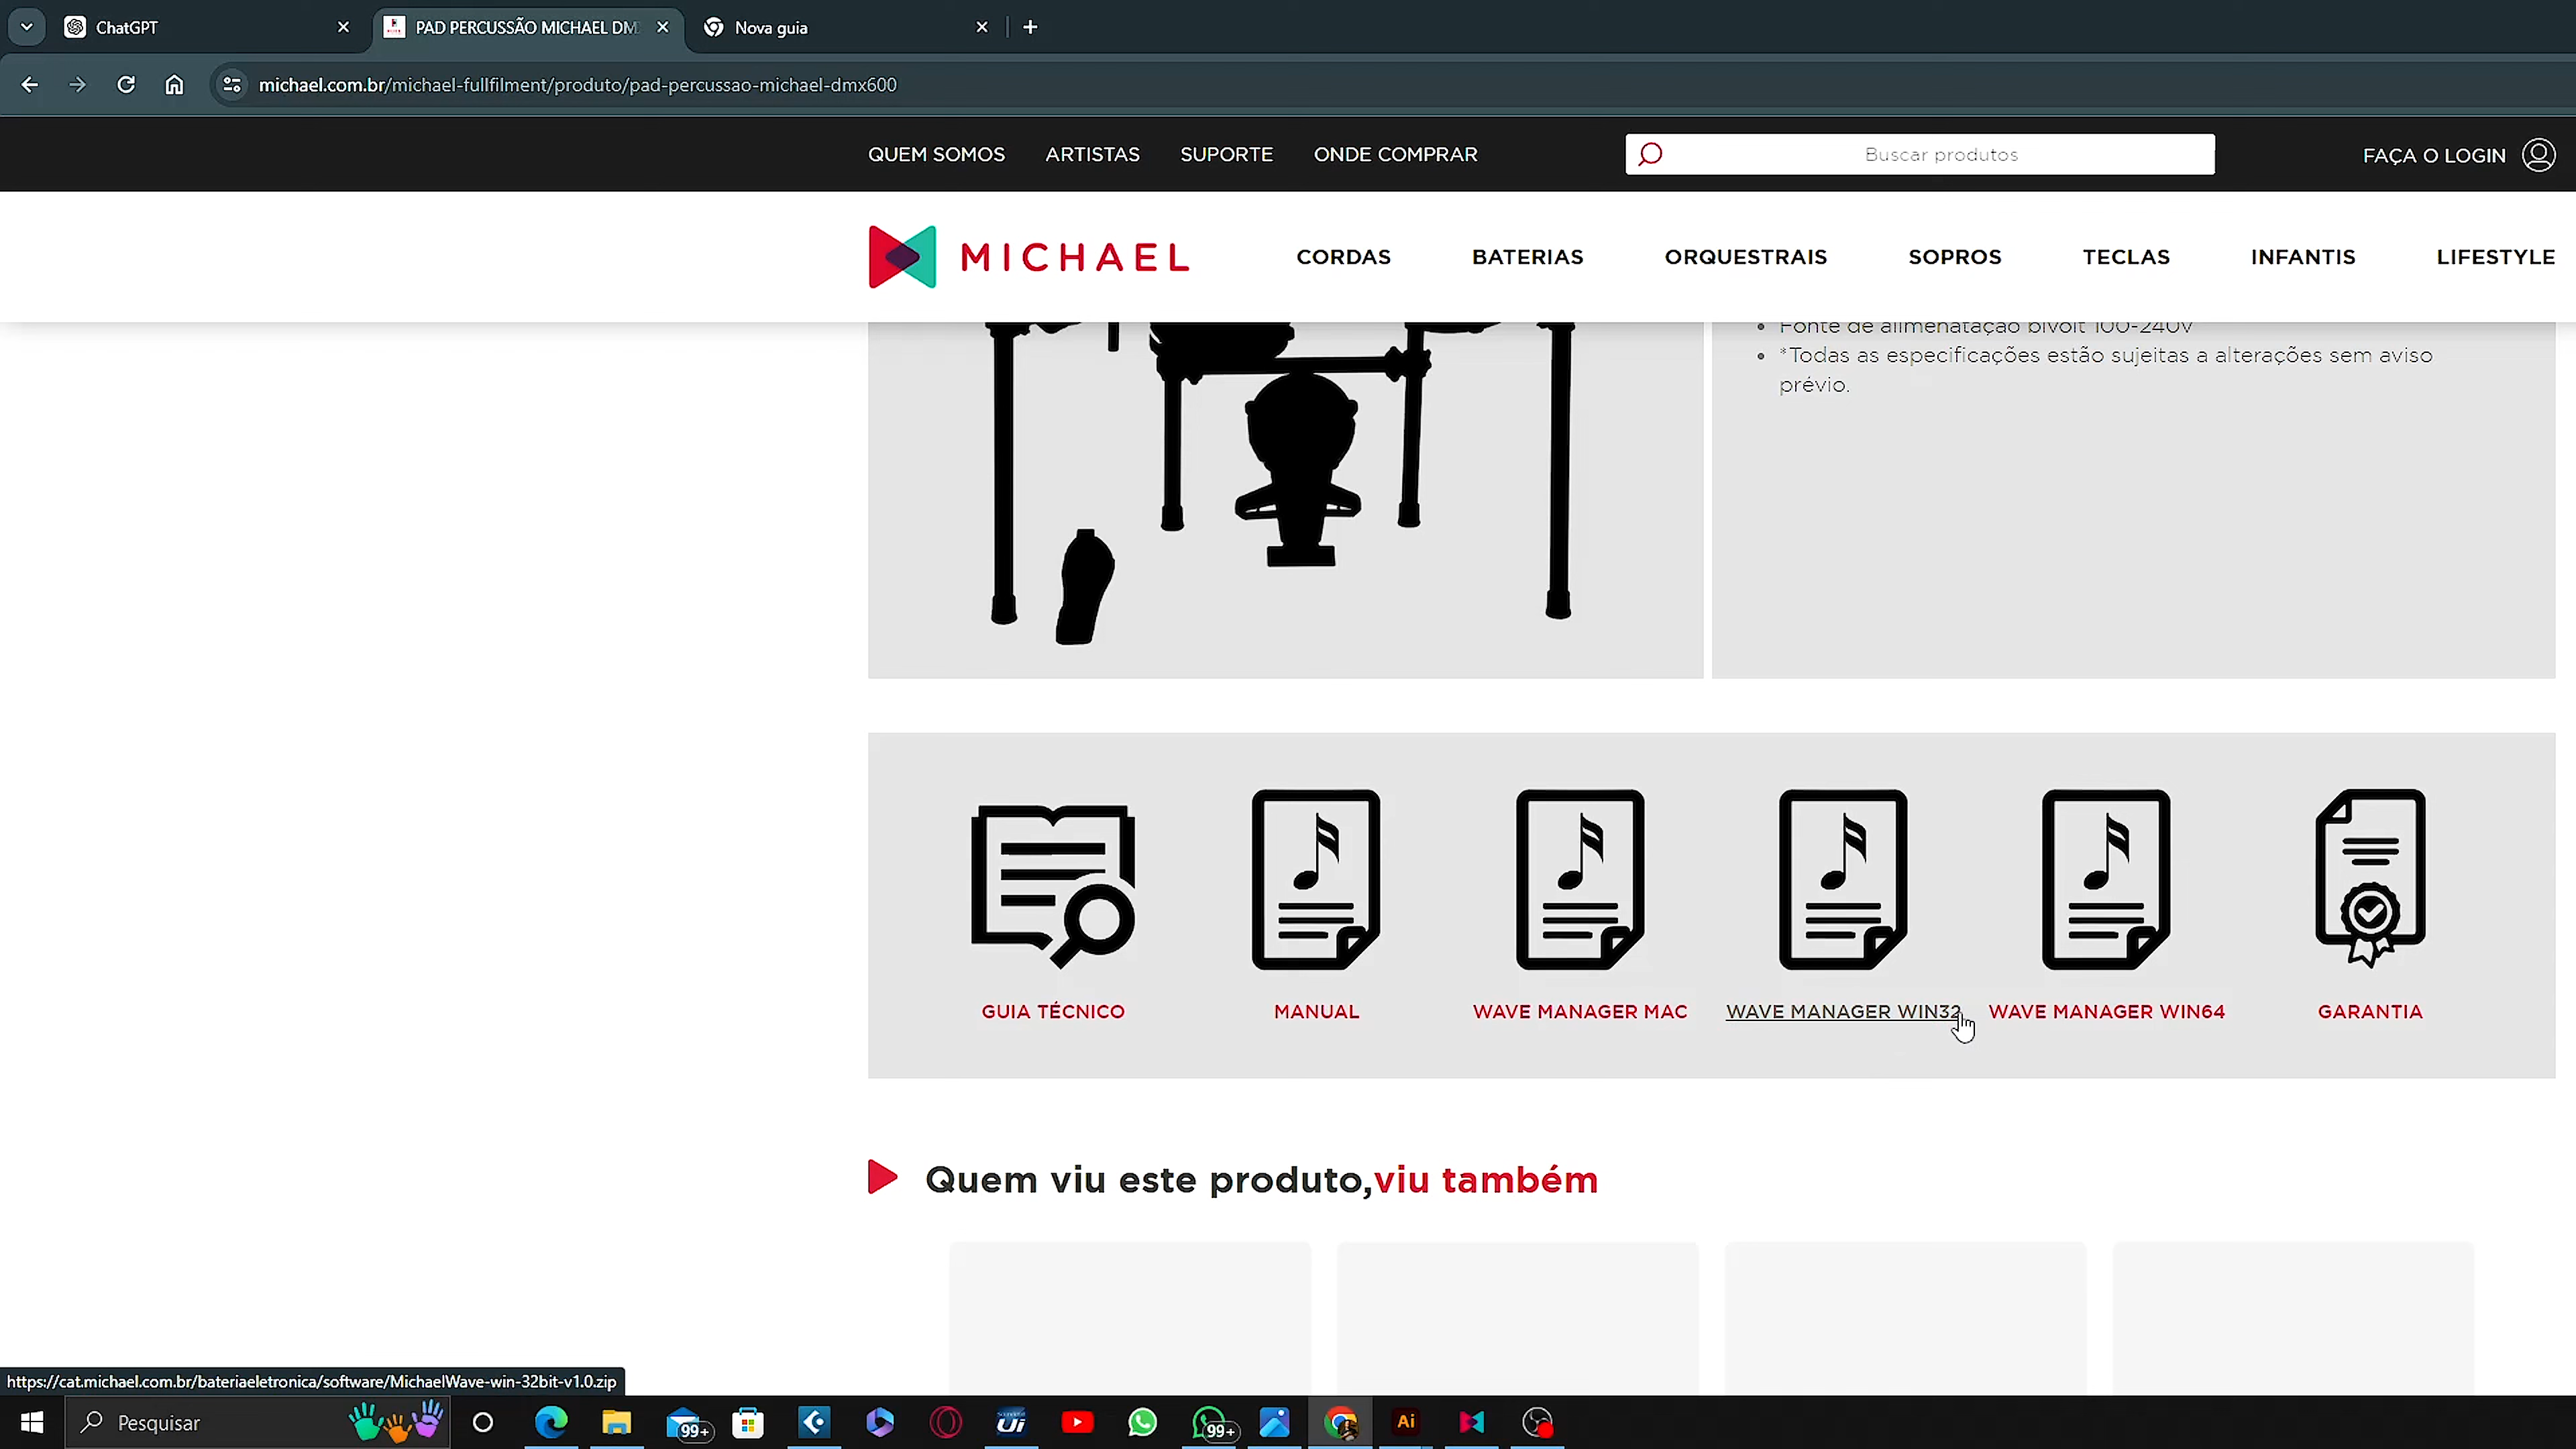 ChatGPT
PAD PERCUSSÃO MICHAEL DM
Nova guia
michael.com.br/michael-fullfilment/produto/pad-percussao-michael-dmx600
QUEM SOMOS ARTISTAS SUPORTE ONDE COMPRAR Buscar produtos FAÇA O LOGIN
MICHAEL CORDAS BATERIAS ORQUESTRAIS SOPROS TECLAS INFANTIS LIFESTYLE
Fonte de alimenatação bivolt 100-240v
*Todas as especificações estão sujeitas a alterações sem aviso
prévio.
GUIA TÉCNICO MANUAL WAVE MANAGER MAC WAVE MANAGER WIN32 WAVE MANAGER WIN64 GARANTIA
Quem viu este produto,viu também
https://cat.michael.com.br/bateriaeletronica/software/MichaelWave-win-32bit-v1.0.zip
Pesquisar 99+ Ui 99+ Ai